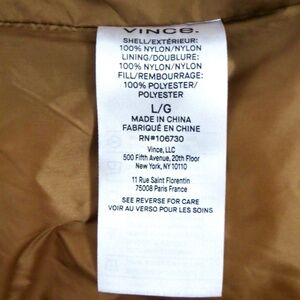 VINCE.
SHELL/EXTÉRIEUR:
100% NYLON/NYLON
LINING/DOUBLURE:
100% NYLON/NYLON
FILL/REMBOURRAGE:
100% POLYESTER/
POLYESTER
L/G
MADE IN CHINA
FABRIQUÉ EN CHINE
RN#106730
Vince, LLC
500 Fifth Avenue, 20th Floor
New York, NY 10110
11 Rue Saint Florentin
75008 Paris France
SEE REVERSE FOR CARE
VOIR AU VERSO POUR LES SOINS